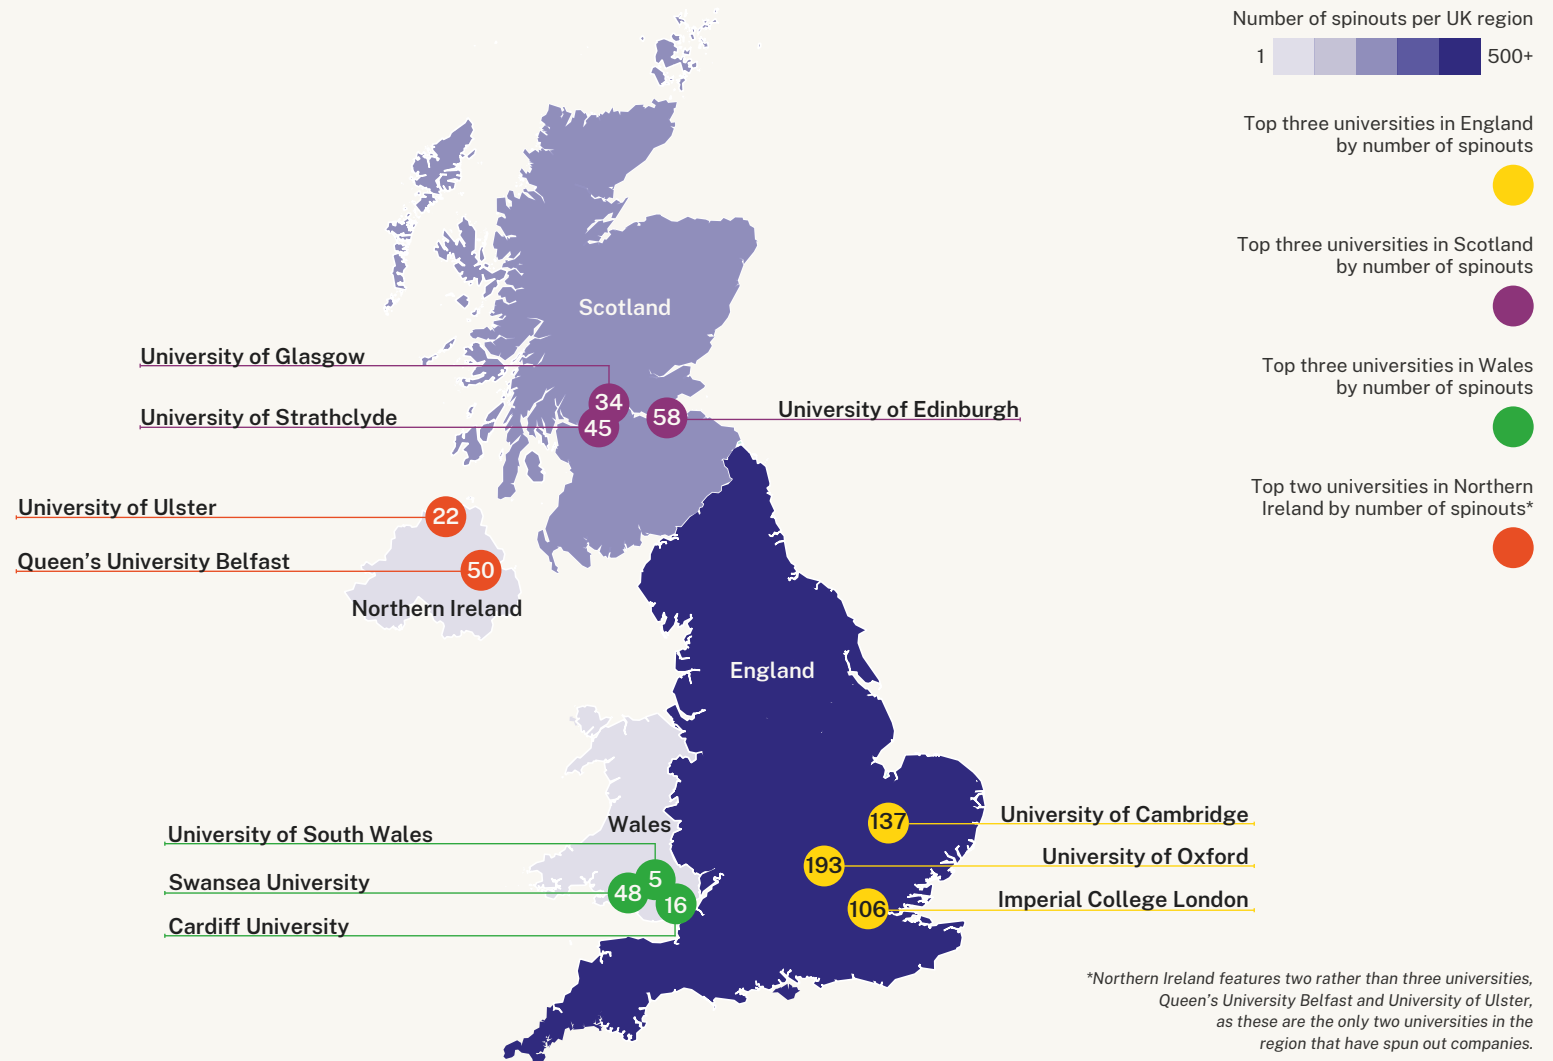 Number of spinouts per UK region
1
500+
Top three universities in England
by number of spinouts
Top three universities in Scotland
by number of spinouts
Top three universities in Wales
by number of spinouts
Top two universities in Northern
Ireland by number of spinouts*
Scotland
University of Glasgow
34
University of Strathclyde
45
58
University of Edinburgh
University of Ulster
22
Queen’s University Belfast
50
Northern Ireland
England
Wales
University of South Wales
5
Swansea University
48
Cardiff University
16
137
University of Cambridge
193
University of Oxford
106
Imperial College London
*Northern Ireland features two rather than three universities,
Queen’s University Belfast and University of Ulster,
as these are the only two universities in the
region that have spun out companies.